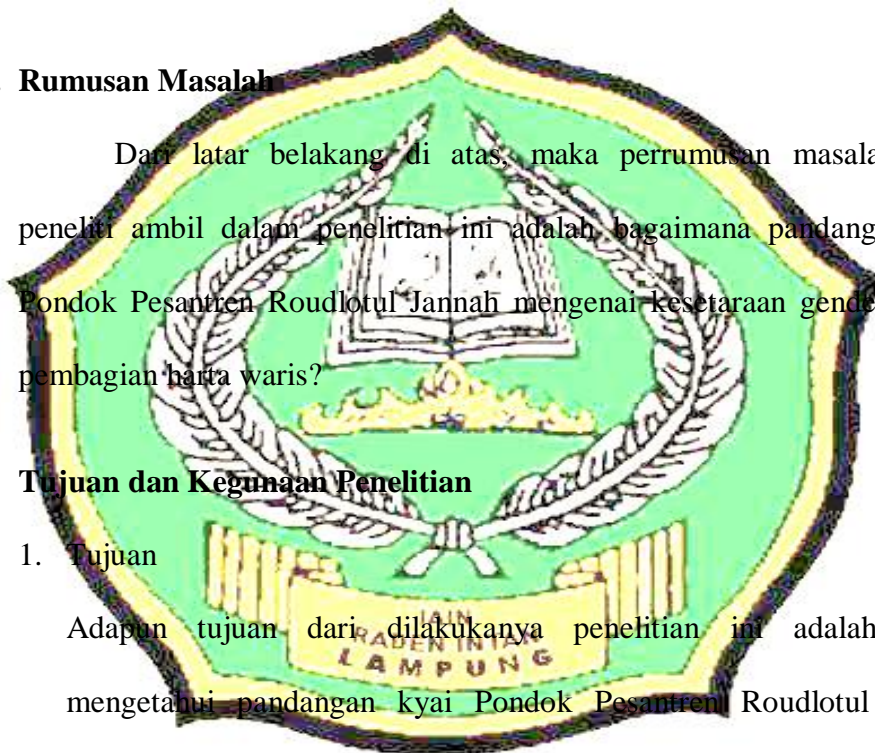 Rumusan Masalah
Dari latar belakang di atas, maka perrumusan masala
peneliti ambil dalam penelitian ini adalah bagaimana pandang
Pondok Pesantren Roudlotul Jannah mengenai kesetaraan gende
pembagian harta waris?
Tujuan dan Kegunaan Penelitian
1. Tujuan
Adapun tujuan dari dilakukanya penelitian ini adalah
IAIN
RADEN INTAN
LAMPUNG
mengetahui pandangan kyai Pondok Pesantren Roudlotul